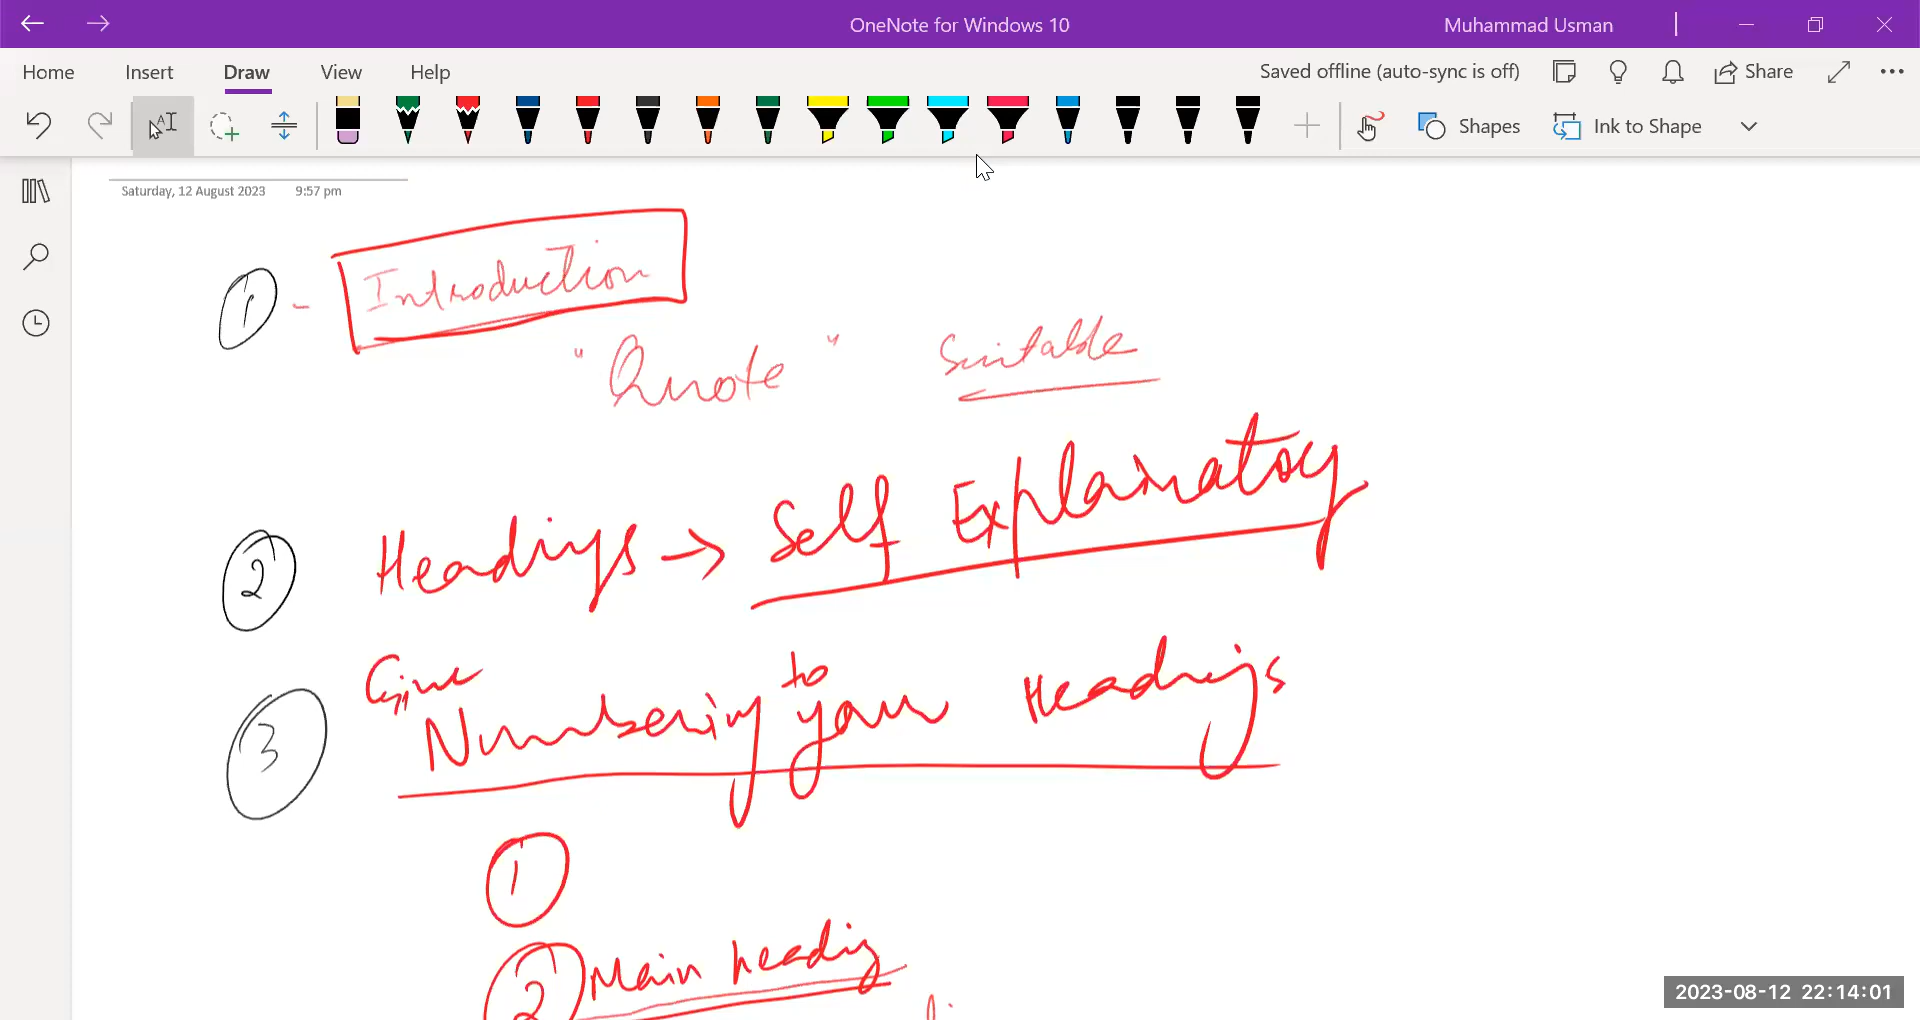 OneNote for Windows 10
Muhammad Usman
Home Insert Draw View Help
Saved offline (auto-sync is off) Share
Shapes Ink to Shape
Saturday, 12 August 2023 9:57 pm
1 - Introduction
"Quote" Suitable
2 Headings → Self Explainatory
3 Give Numbering to your Headings
1
2 Main heading
2023-08-12 22:14:01